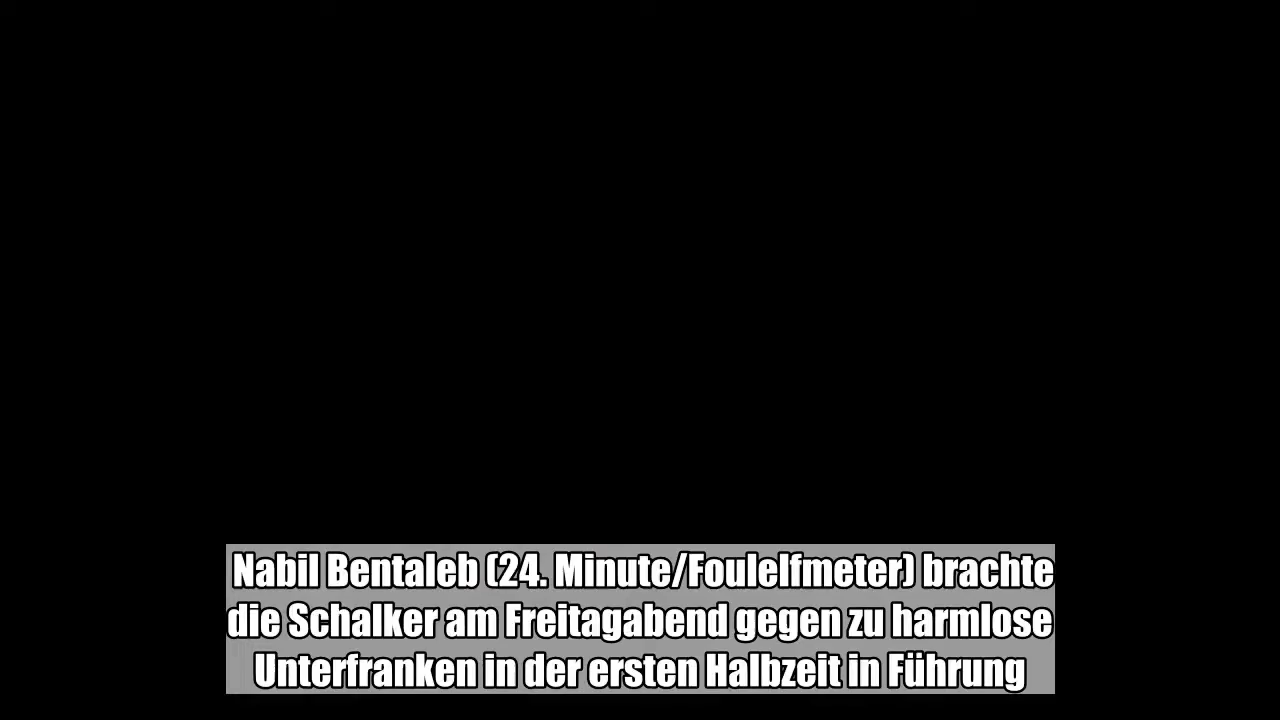 Nabil Bentaleb (24. Minute/Foulelfmeter) brachte
die Schalker am Freitagabend gegen zu harmlose
Unterfranken in der ersten Halbzeit in Führung